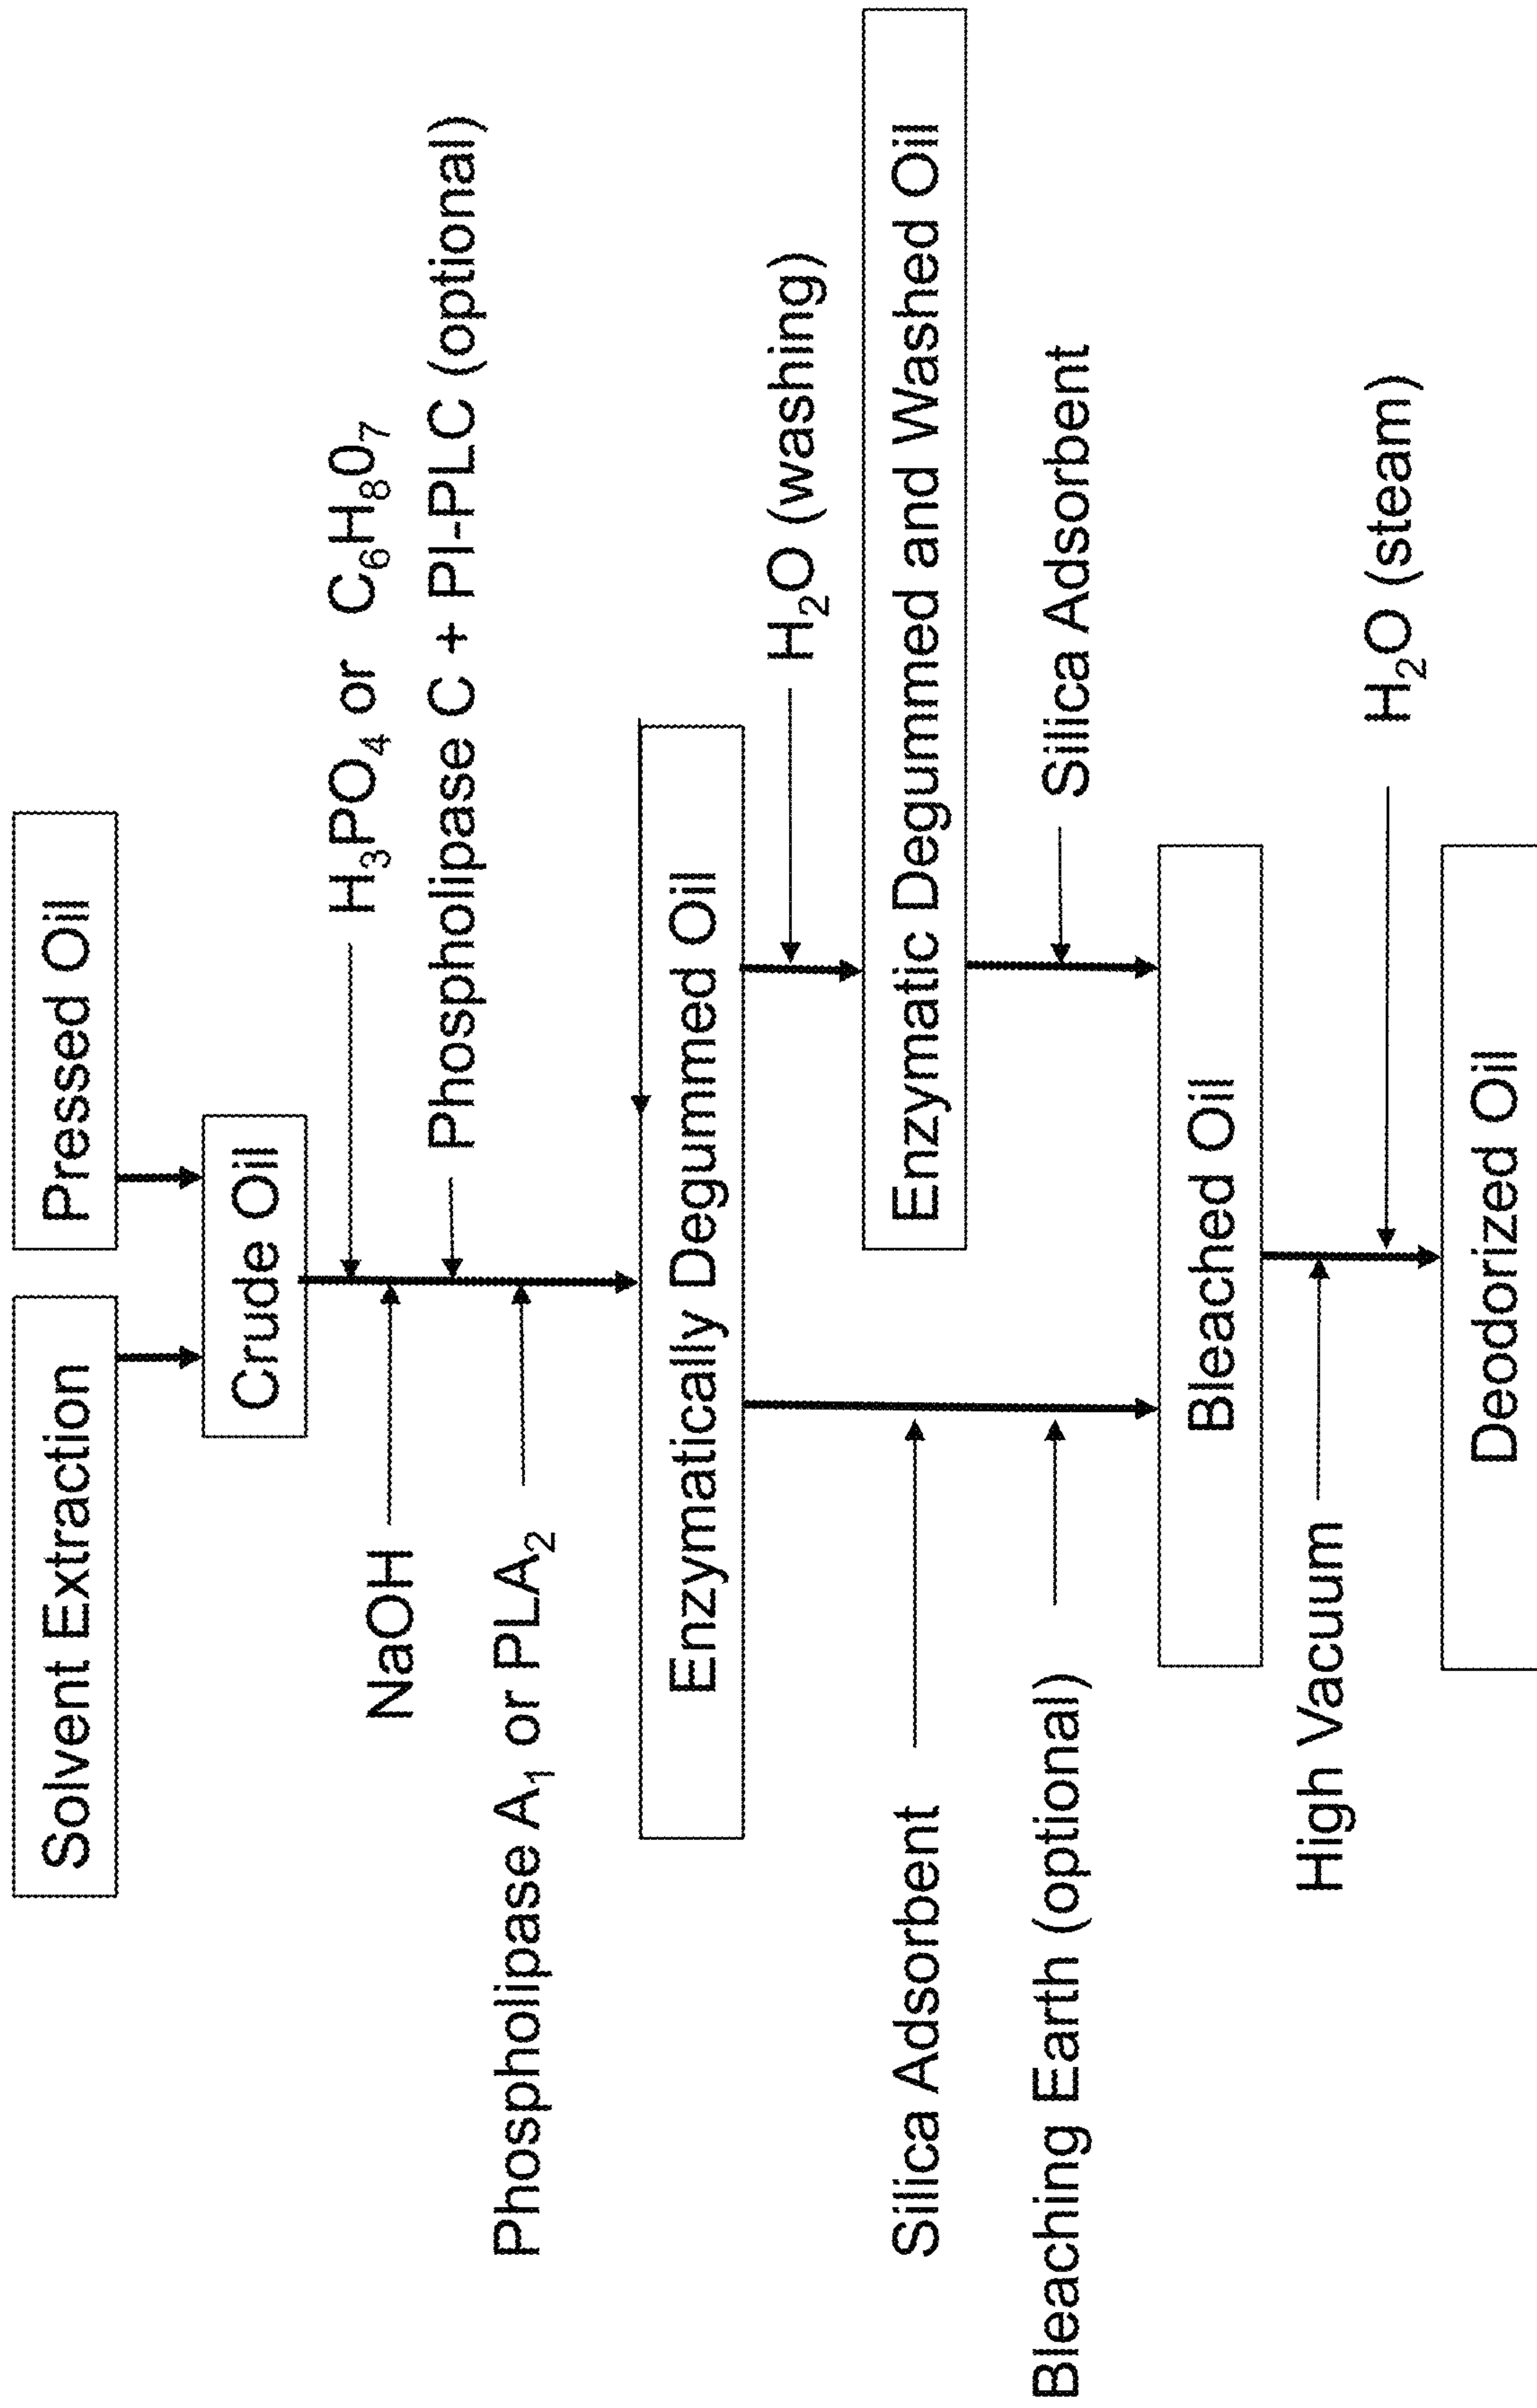 Solvent Extraction
Pressed Oil
Crude Oil
H₃PO₄ or C₆H₈0₇
NaOH
Phospholipase C + PI-PLC (optional)
Phospholipase A₁ or PLA₂
Enzymatically Degummed Oil
H₂O (washing)
Enzymatic Degummed and Washed Oil
Silica Adsorbent
Bleaching Earth (optional)
Silica Adsorbent
Bleached Oil
High Vacuum
H₂O (steam)
Deodorized Oil